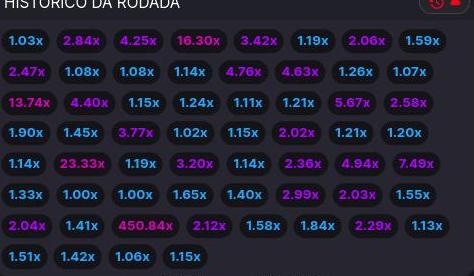 HISTÓRICO DA RODADA
1.03x 2.84x 4.25x 16.30x 3.42x 1.19x 2.06x 1.59x
2.47x 1.08x 1.08x 1.14x 4.76x 4.63x 1.26x 1.07x
13.74x 4.40x 1.15x 1.24x 1.11x 1.21x 5.67x 2.58x
1.90x 1.45x 3.77x 1.02x 1.15x 2.02x 1.21x 1.20x
1.14x 23.33x 1.19x 3.20x 1.14x 2.36x 4.94x 7.49x
1.33x 1.00x 1.00x 1.65x 1.40x 2.99x 2.03x 1.55x
2.04x 1.41x 450.84x 2.12x 1.58x 1.84x 2.29x 1.13x
1.51x 1.42x 1.06x 1.15x